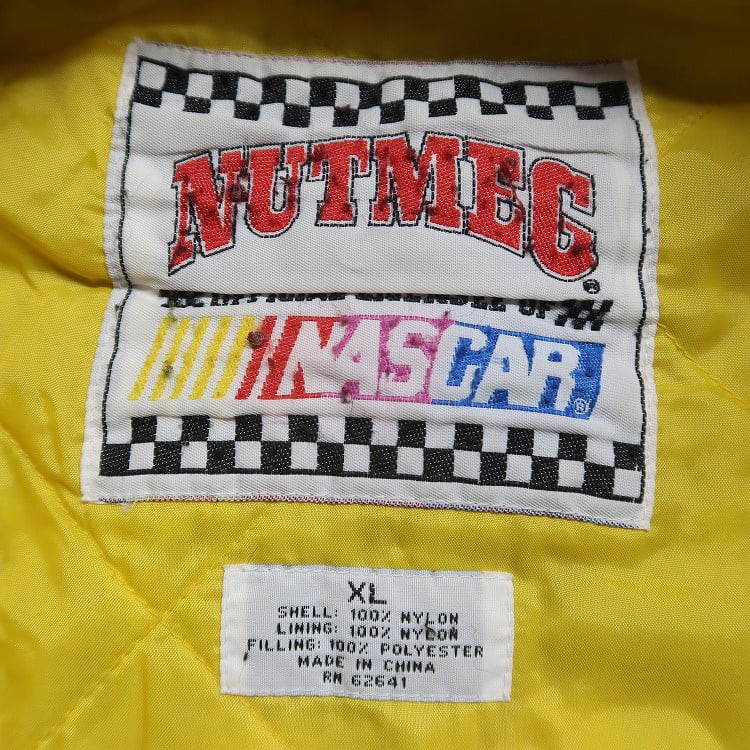 NUTMEG®
THE OFFICIAL LICENSEE OF
NASCAR®
XL
SHELL: 100% NYLON
LINING: 100% NYLON
FILLING: 100% POLYESTER
MADE IN CHINA
RN 62641